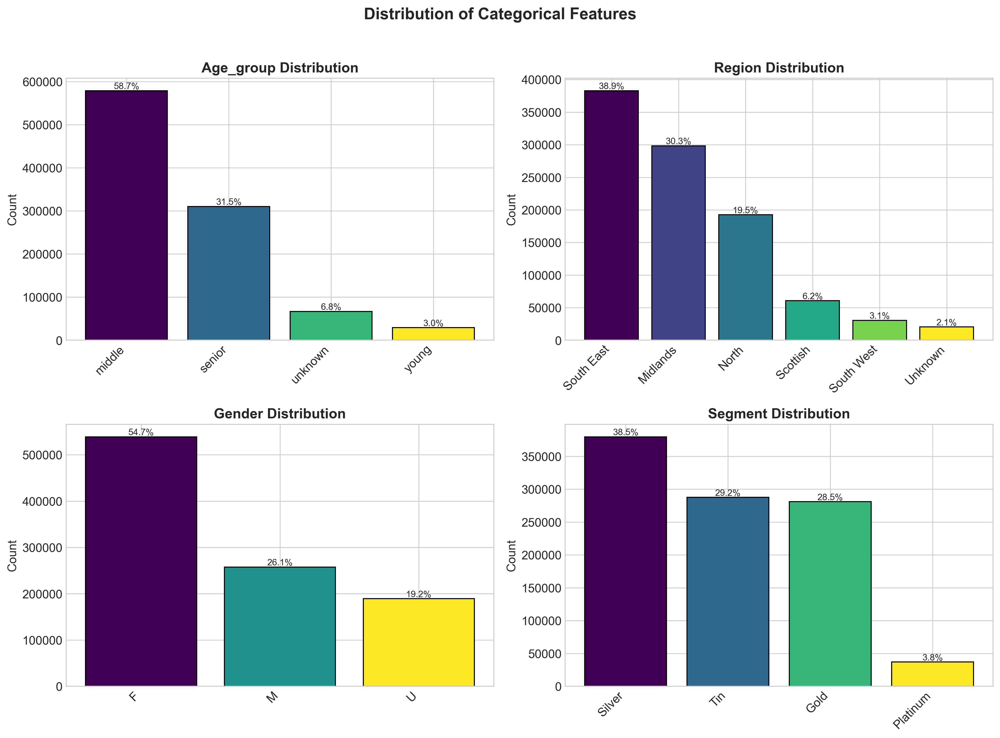 Distribution of Categorical Features
Age_group Distribution
Count
600000
500000
400000
300000
200000
100000
0
58.7%
31.5%
6.8%
3.0%
middle
senior
unknown
young
Region Distribution
Count
400000
350000
300000
250000
200000
150000
100000
50000
0
38.9%
30.3%
19.5%
6.2%
3.1%
2.1%
South East
Midlands
North
Scottish
South West
Unknown
Gender Distribution
Count
500000
400000
300000
200000
100000
0
54.7%
26.1%
19.2%
F
M
U
Segment Distribution
Count
350000
300000
250000
200000
150000
100000
50000
0
38.5%
29.2%
28.5%
3.8%
Silver
Tin
Gold
Platinum